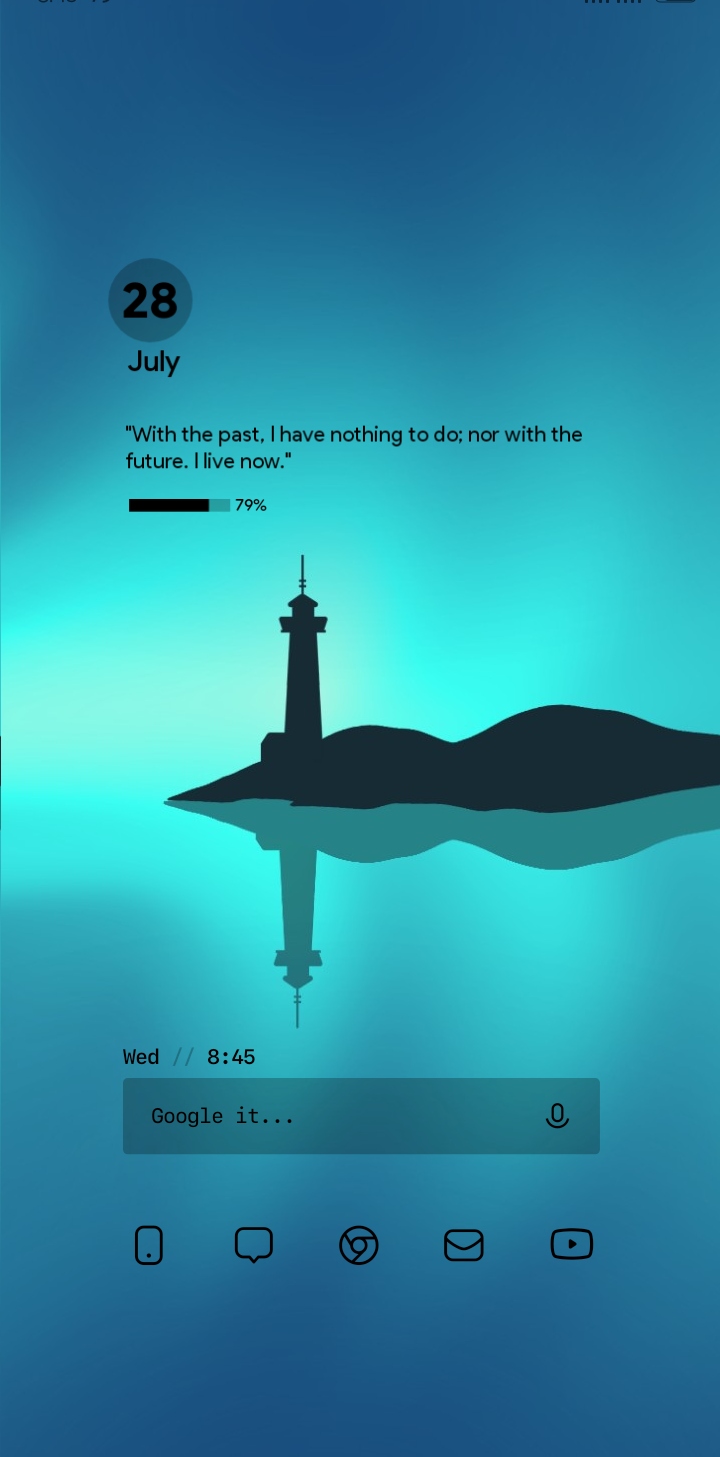 28
July
"With the past, I have nothing to do; nor with the
future. I live now."
79%
Wed // 8:45
Google it...